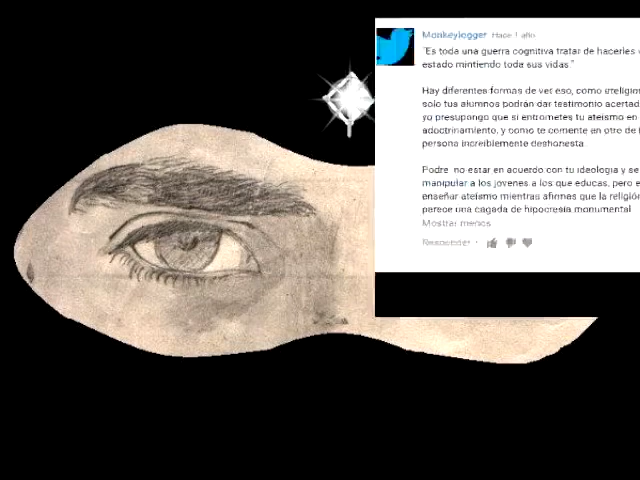 Monkeylogger Hace 1 año
"Es toda una guerra cognitiva tratar de hacerles
estado mintiendo toda sus vidas."
Hay diferentes formas de ver eso, como irreligio
solo tus alumnos podrán dar testimonio acertad
yo presupongo que si entrometes tu ateísmo en
adoctrinamiento, y como te comente en otro de
persona increíblemente deshonesta.
Podre no estar en acuerdo con tu ideologia y se
manipular a los jovenes a los que educas, pero e
enseñar ateísmo mientras afirmas que la religión
parece una cagada de hipocresia monumental
Mostrar menos
Responder